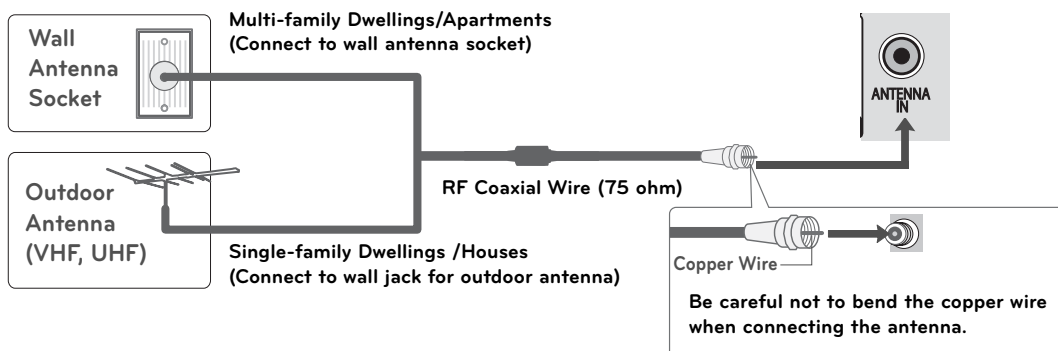 Wall
Antenna
Socket
Multi-family Dwellings/Apartments
(Connect to wall antenna socket)
ANTENNA
IN
RF Coaxial Wire (75 ohm)
Outdoor
Antenna
(VHF, UHF)
Single-family Dwellings /Houses
(Connect to wall jack for outdoor antenna)
Copper Wire
Be careful not to bend the copper wire
when connecting the antenna.